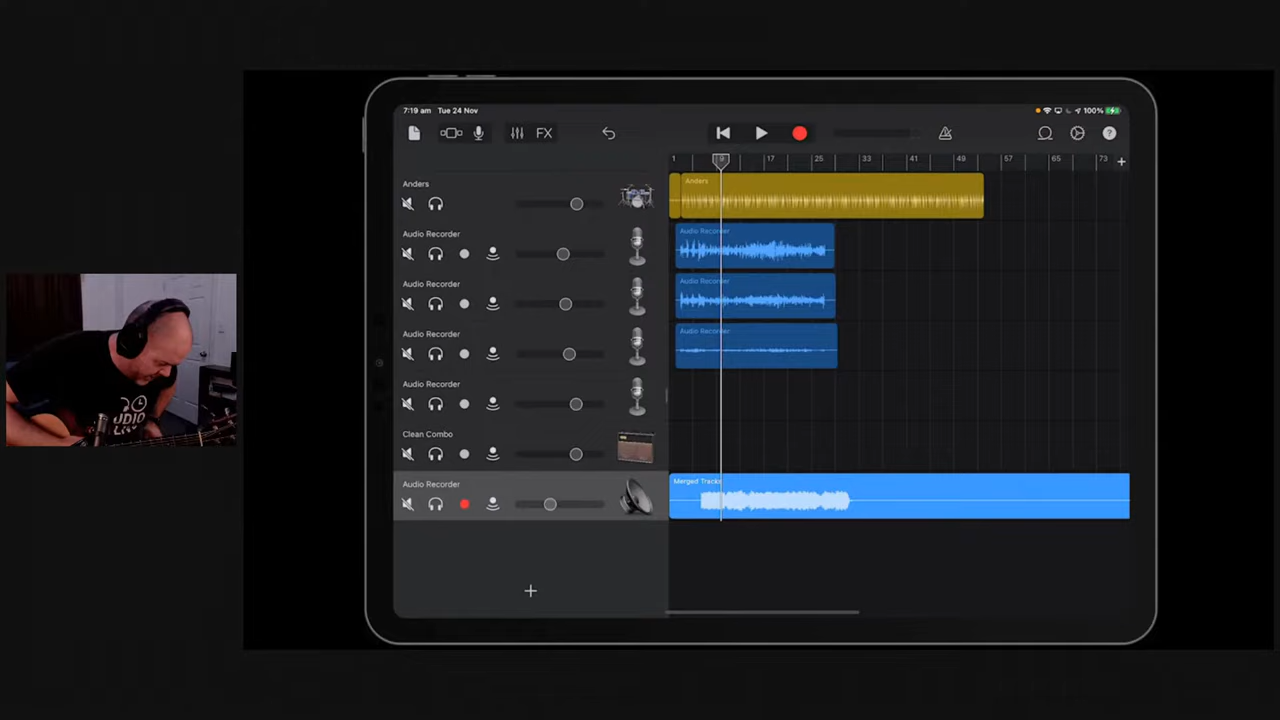 7:19 am Tue 24 Nov
100%
FX
1 9 17 25 33 41 49 57 65 73
Anders
Anders
Audio Recorder
Audio Recorder
Audio Recorder
Audio Recorder
Audio Recorder
Audio Recorder
Audio Recorder
Clean Combo
Audio Recorder
Merged Tracks